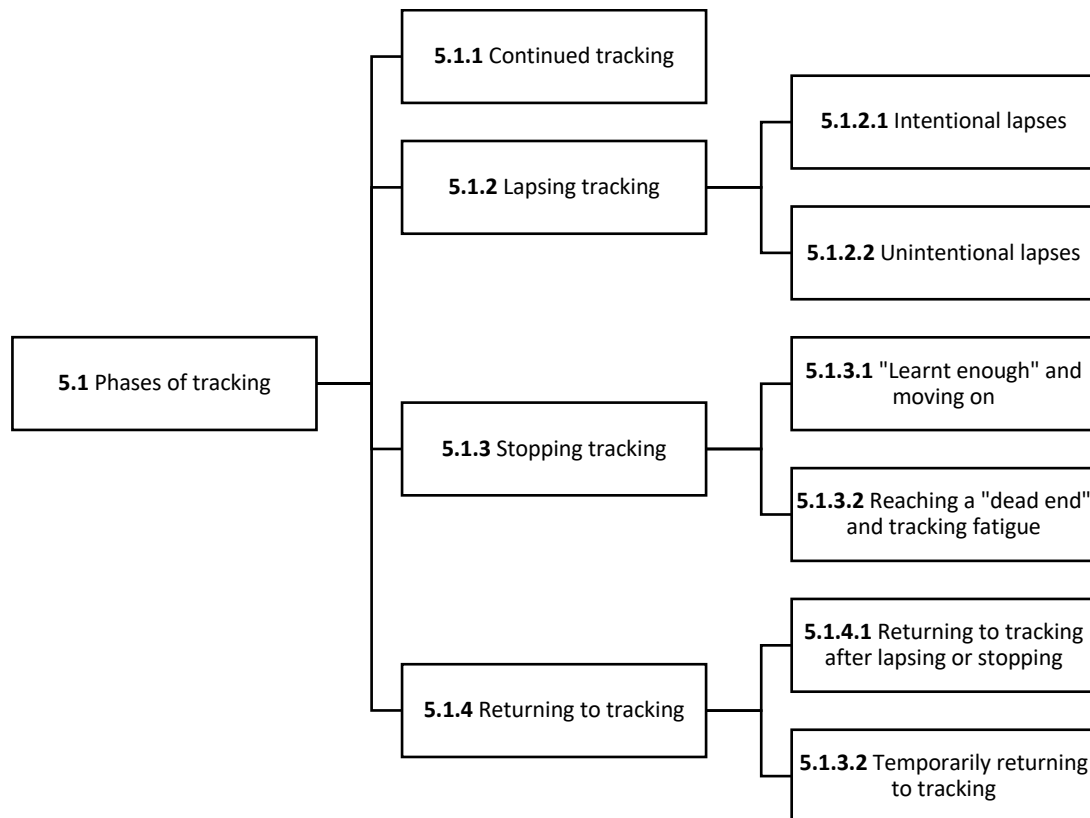 5.1 Phases of tracking
5.1.1 Continued tracking
5.1.2 Lapsing tracking
5.1.2.1 Intentional lapses
5.1.2.2 Unintentional lapses
5.1.3 Stopping tracking
5.1.3.1 "Learnt enough" and
moving on
5.1.3.2 Reaching a "dead end"
and tracking fatigue
5.1.4 Returning to tracking
5.1.4.1 Returning to tracking
after lapsing or stopping
5.1.3.2 Temporarily returning
to tracking